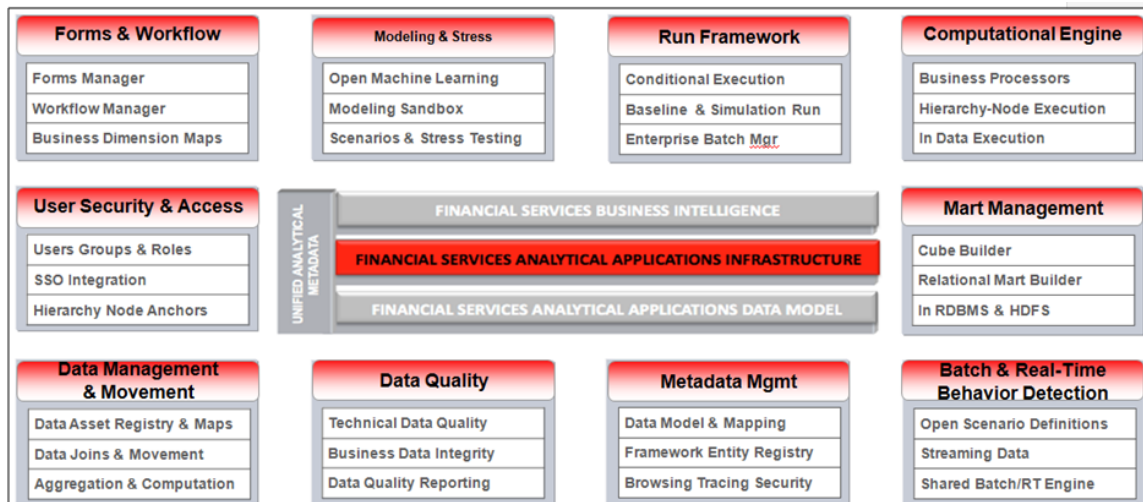 Forms & Workflow
Forms Manager
Workflow Manager
Business Dimension Maps
Modeling & Stress
Open Machine Learning
Modeling Sandbox
Scenarios & Stress Testing
Run Framework
Conditional Execution
Baseline & Simulation Run
Enterprise Batch Mgr
Computational Engine
Business Processors
Hierarchy-Node Execution
In Data Execution
User Security & Access
Users Groups & Roles
SSO Integration
Hierarchy Node Anchors
UNIFIED ANALYTICAL
METADATA
FINANCIAL SERVICES BUSINESS INTELLIGENCE
FINANCIAL SERVICES ANALYTICAL APPLICATIONS INFRASTRUCTURE
FINANCIAL SERVICES ANALYTICAL APPLICATIONS DATA MODEL
Mart Management
Cube Builder
Relational Mart Builder
In RDBMS & HDFS
Data Management
& Movement
Data Asset Registry & Maps
Data Joins & Movement
Aggregation & Computation
Data Quality
Technical Data Quality
Business Data Integrity
Data Quality Reporting
Metadata Mgmt
Data Model & Mapping
Framework Entity Registry
Browsing Tracing Security
Batch & Real-Time
Behavior Detection
Open Scenario Definitions
Streaming Data
Shared Batch/RT Engine